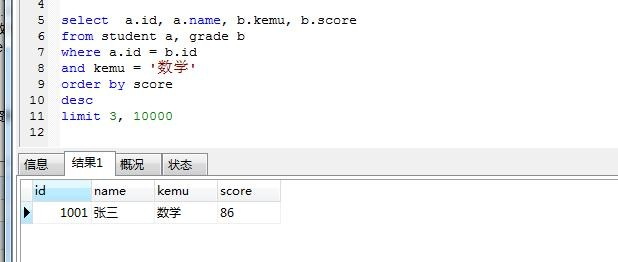 4
5 select  a.id, a.name, b.kemu, b.score
6 from student a, grade b
7 where a.id = b.id
8 and kemu = '数学'
9 order by score
10 desc
11 limit 3, 10000
12
信息 结果1 概况 状态
id name kemu score
1001 张三 数学 86